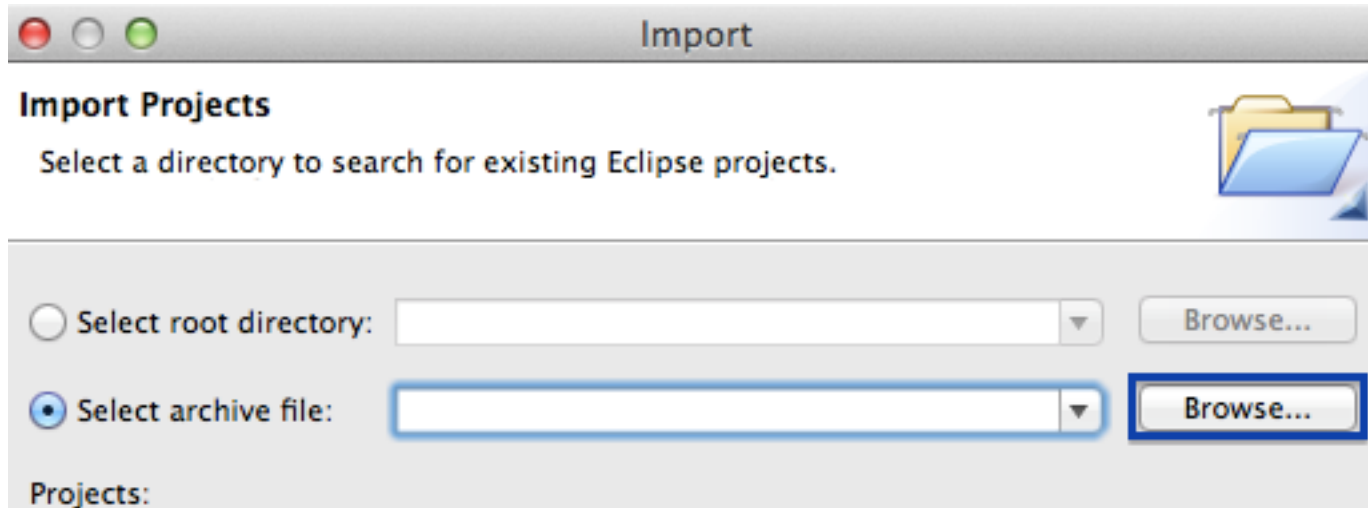 Import
Import Projects
Select a directory to search for existing Eclipse projects.
Select root directory: Browse...
Select archive file: Browse...
Projects: